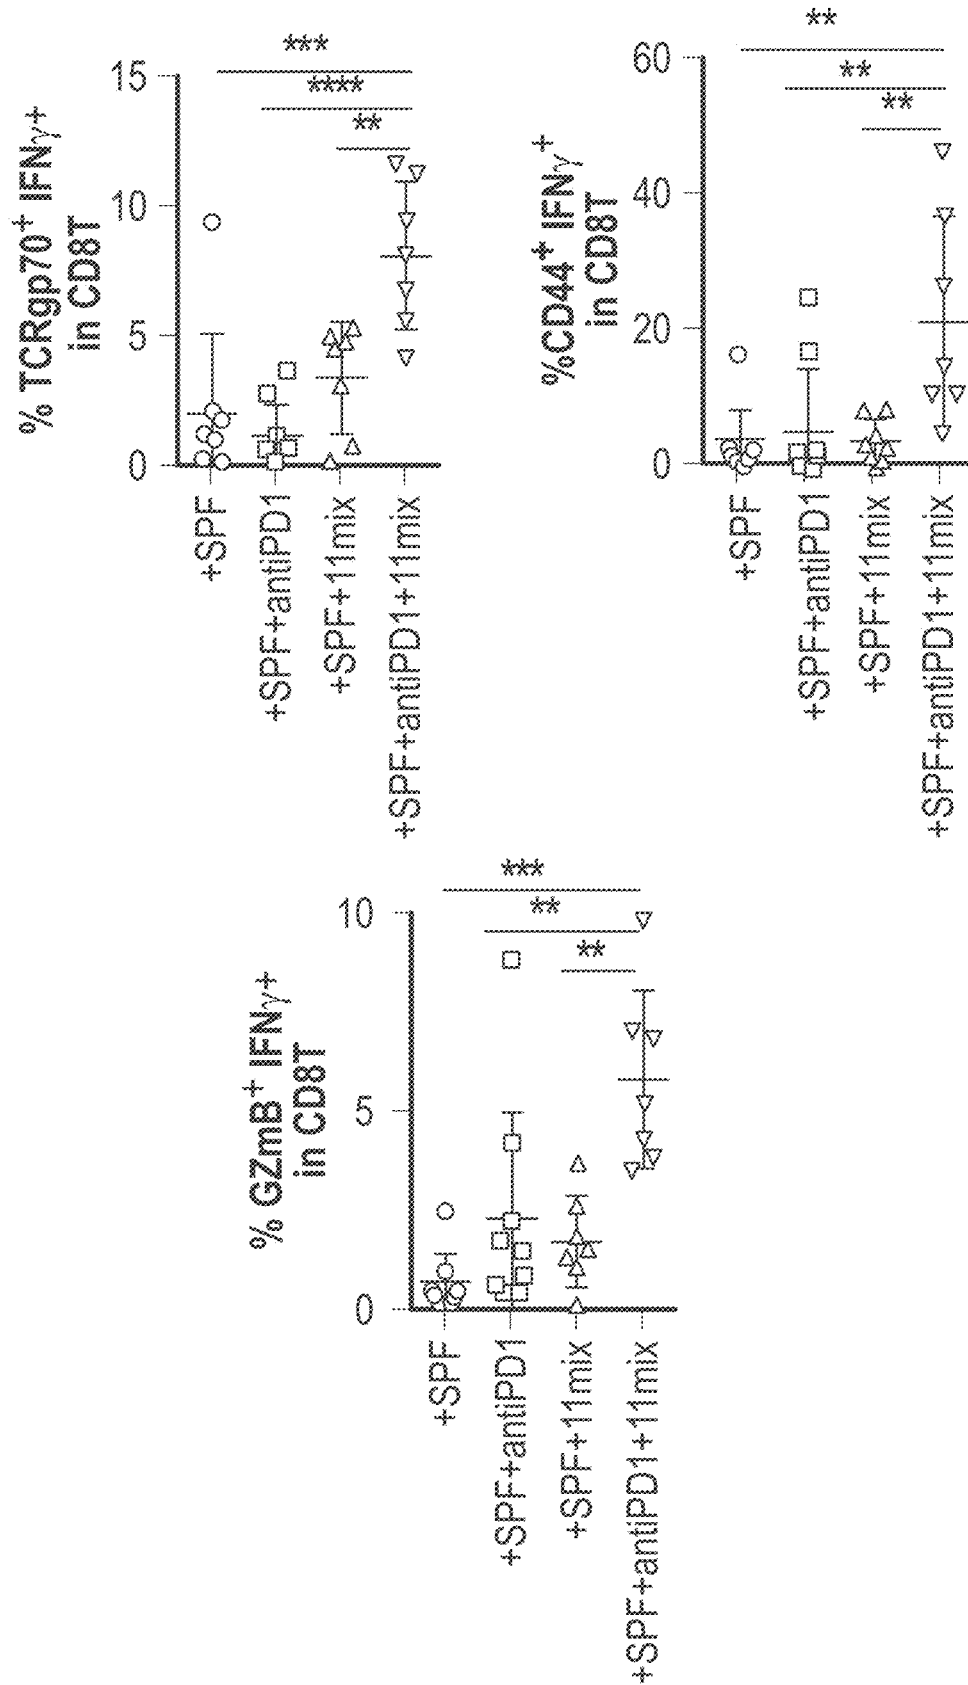 ***
****
**
15
10
5
0
% TCRgp70+ IFNγ+
in CD8T
+SPF
+SPF+antiPD1
+SPF+11mix
+SPF+antiPD1+11mix
**
**
**
60
40
20
0
%CD44+ IFNγ+
in CD8T
+SPF
+SPF+antiPD1
+SPF+11mix
+SPF+antiPD1+11mix
***
**
**
10
5
0
% GZmB+ IFNγ+
in CD8T
+SPF
+SPF+antiPD1
+SPF+11mix
+SPF+antiPD1+11mix